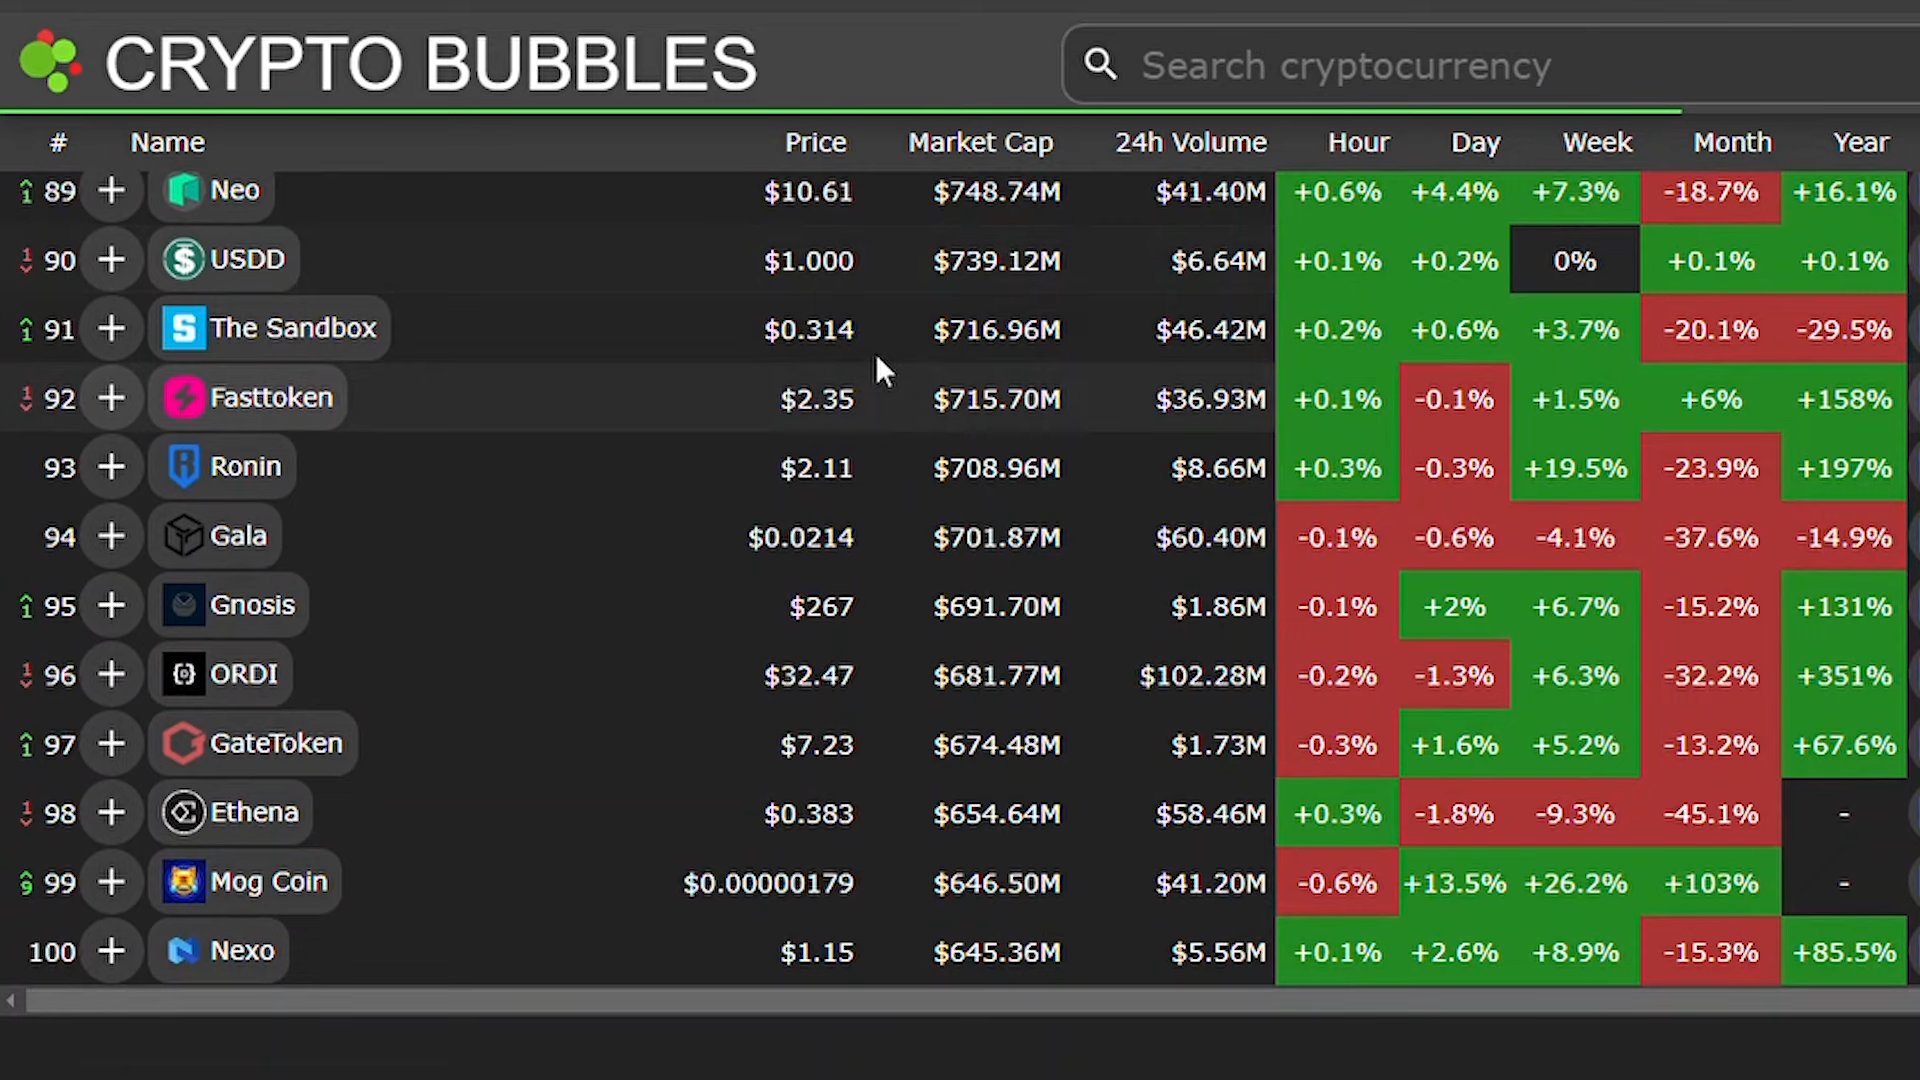 CRYPTO BUBBLES Search cryptocurrency
# Name Price Market Cap 24h Volume Hour Day Week Month Year
1 89 + Neo $10.61 $748.74M $41.40M +0.6% +4.4% +7.3% -18.7% +16.1%
1 90 + USDD $1.000 $739.12M $6.64M +0.1% +0.2% 0% +0.1% +0.1%
1 91 + The Sandbox $0.314 $716.96M $46.42M +0.2% +0.6% +3.7% -20.1% -29.5%
1 92 + Fasttoken $2.35 $715.70M $36.93M +0.1% -0.1% +1.5% +6% +158%
93 + Ronin $2.11 $708.96M $8.66M +0.3% -0.3% +19.5% -23.9% +197%
94 + Gala $0.0214 $701.87M $60.40M -0.1% -0.6% -4.1% -37.6% -14.9%
1 95 + Gnosis $267 $691.70M $1.86M -0.1% +2% +6.7% -15.2% +131%
1 96 + ORDI $32.47 $681.77M $102.28M -0.2% -1.3% +6.3% -32.2% +351%
1 97 + GateToken $7.23 $674.48M $1.73M -0.3% +1.6% +5.2% -13.2% +67.6%
1 98 + Ethena $0.383 $654.64M $58.46M +0.3% -1.8% -9.3% -45.1% -
9 99 + Mog Coin $0.00000179 $646.50M $41.20M -0.6% +13.5% +26.2% +103% -
100 + Nexo $1.15 $645.36M $5.56M +0.1% +2.6% +8.9% -15.3% +85.5%